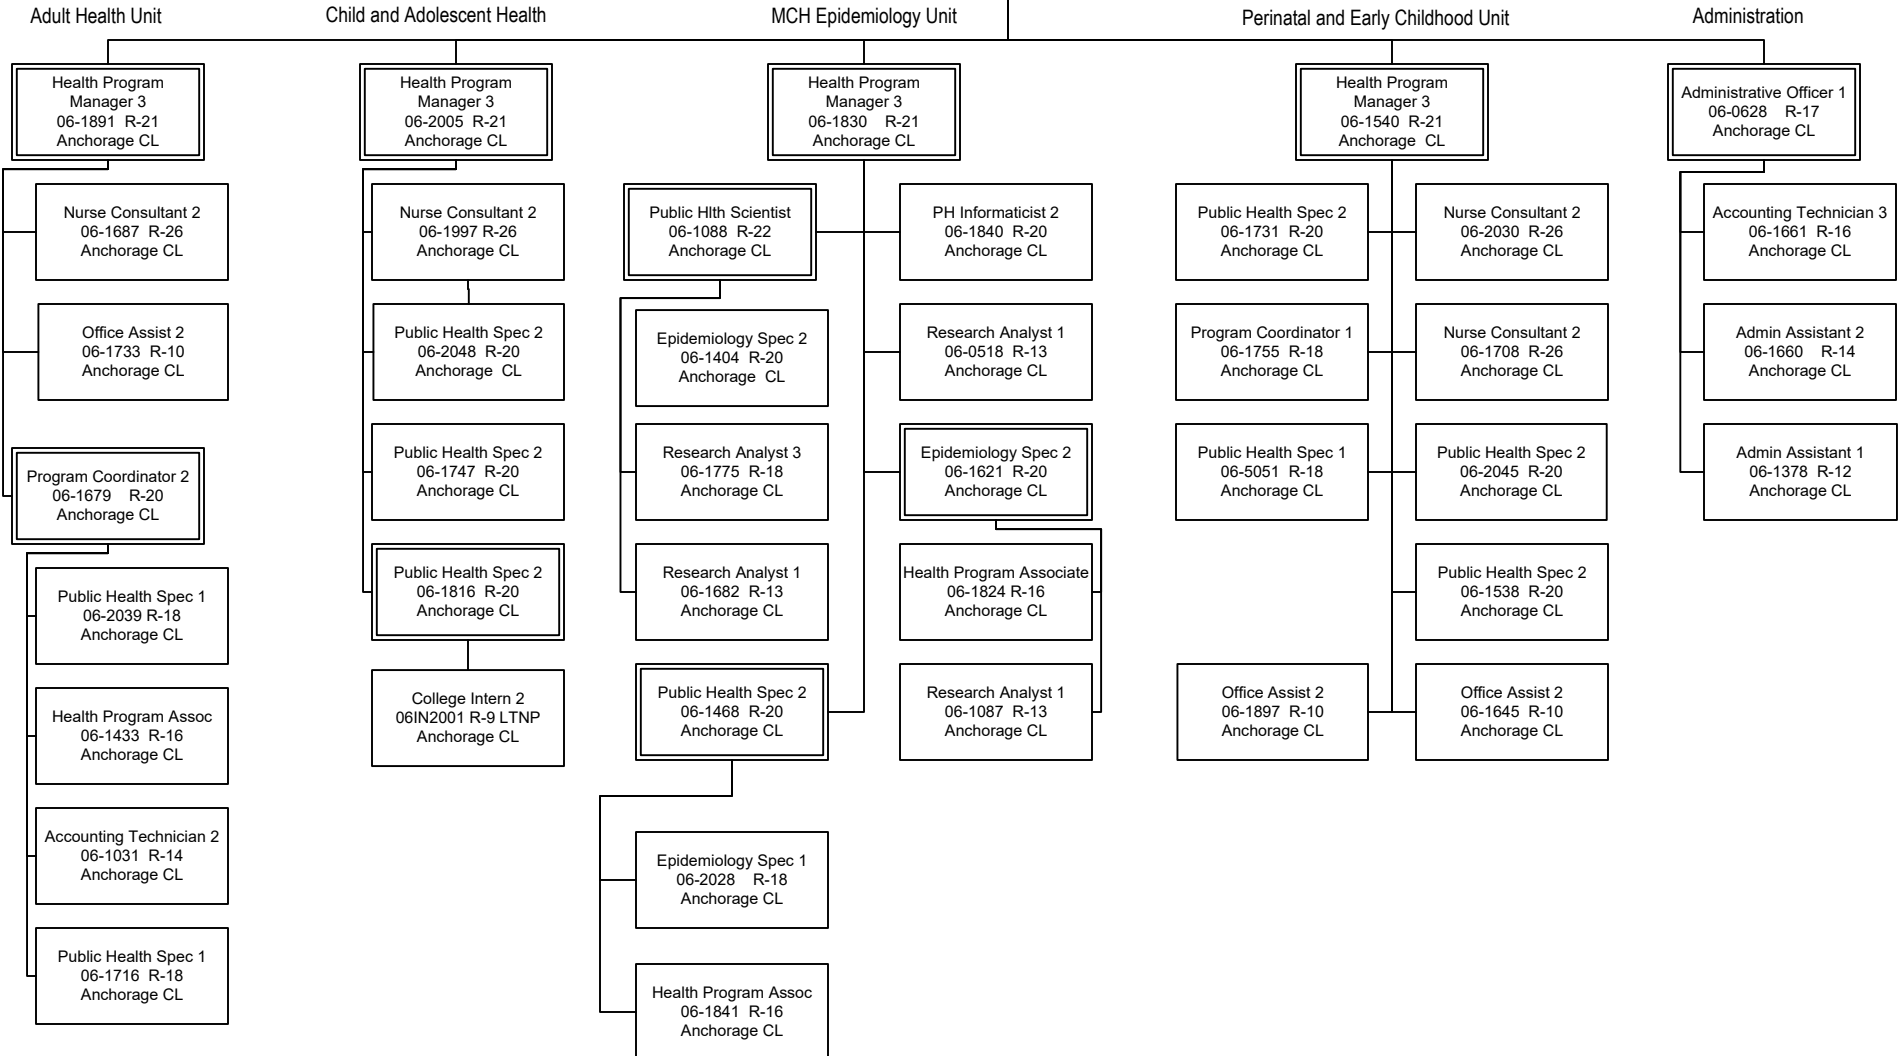 Adult Health Unit
Child and Adolescent Health
MCH Epidemiology Unit
Perinatal and Early Childhood Unit
Administration
Health Program
Manager 3
06-1891 R-21
Anchorage CL
Nurse Consultant 2
06-1687 R-26
Anchorage CL
Office Assist 2
06-1733 R-10
Anchorage CL
Program Coordinator 2
06-1679 R-20
Anchorage CL
Public Health Spec 1
06-2039 R-18
Anchorage CL
Health Program Assoc
06-1433 R-16
Anchorage CL
Accounting Technician 2
06-1031 R-14
Anchorage CL
Public Health Spec 1
06-1716 R-18
Anchorage CL
Health Program
Manager 3
06-2005 R-21
Anchorage CL
Nurse Consultant 2
06-1997 R-26
Anchorage CL
Public Health Spec 2
06-2048 R-20
Anchorage CL
Public Health Spec 2
06-1747 R-20
Anchorage CL
Public Health Spec 2
06-1816 R-20
Anchorage CL
College Intern 2
06IN2001 R-9 LTNP
Anchorage CL
Health Program
Manager 3
06-1830 R-21
Anchorage CL
Public Hlth Scientist
06-1088 R-22
Anchorage CL
Epidemiology Spec 2
06-1404 R-20
Anchorage CL
Research Analyst 3
06-1775 R-18
Anchorage CL
Research Analyst 1
06-1682 R-13
Anchorage CL
Public Health Spec 2
06-1468 R-20
Anchorage CL
Epidemiology Spec 1
06-2028 R-18
Anchorage CL
Health Program Assoc
06-1841 R-16
Anchorage CL
PH Informaticist 2
06-1840 R-20
Anchorage CL
Research Analyst 1
06-0518 R-13
Anchorage CL
Epidemiology Spec 2
06-1621 R-20
Anchorage CL
Health Program Associate
06-1824 R-16
Anchorage CL
Research Analyst 1
06-1087 R-13
Anchorage CL
Health Program
Manager 3
06-1540 R-21
Anchorage CL
Public Health Spec 2
06-1731 R-20
Anchorage CL
Program Coordinator 1
06-1755 R-18
Anchorage CL
Public Health Spec 1
06-5051 R-18
Anchorage CL
Office Assist 2
06-1897 R-10
Anchorage CL
Nurse Consultant 2
06-2030 R-26
Anchorage CL
Nurse Consultant 2
06-1708 R-26
Anchorage CL
Public Health Spec 2
06-2045 R-20
Anchorage CL
Public Health Spec 2
06-1538 R-20
Anchorage CL
Office Assist 2
06-1645 R-10
Anchorage CL
Administrative Officer 1
06-0628 R-17
Anchorage CL
Accounting Technician 3
06-1661 R-16
Anchorage CL
Admin Assistant 2
06-1660 R-14
Anchorage CL
Admin Assistant 1
06-1378 R-12
Anchorage CL